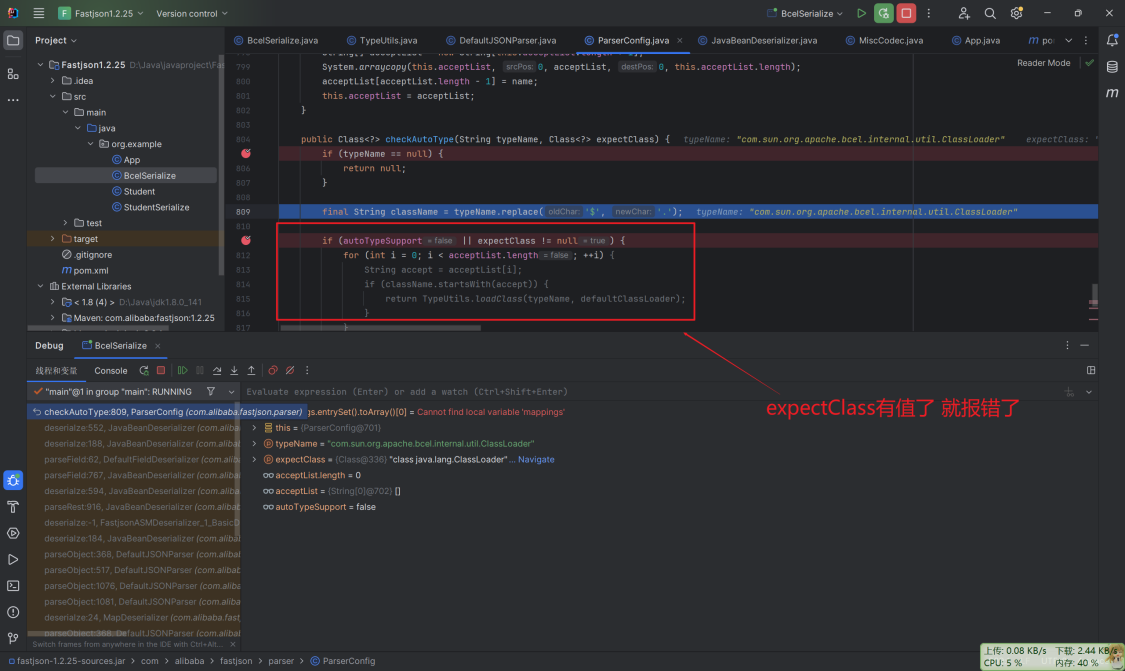 Fastjson1.2.25
Version control
BcelSerialize
Project
BcelSerialize.java
TypeUtils.java
DefaultJSONParser.java
ParserConfig.java
JavaBeanDeserializer.java
MiscCodec.java
App.java
Reader Mode
Fastjson1.2.25 D:\Java\javaproject\Fas
.idea
src
main
java
org.example
App
BcelSerialize
Student
StudentSerialize
test
target
.gitignore
pom.xml
External Libraries
< 1.8 (4) > D:\Java\jdk1.8.0_141
Maven: com.alibaba:fastjson:1.2.25
799 System.arraycopy(this.acceptList, srcPos: 0, acceptList, destPos: 0, this.acceptList.length);
800 acceptList[acceptList.length - 1] = name;
801 this.acceptList = acceptList;
802 }
803
804 public Class<?> checkAutoType(String typeName, Class<?> expectClass) { typeName: "com.sun.org.apache.bcel.internal.util.ClassLoader" expectClass: "
if (typeName == null) {
806 return null;
807 }
808
809 final String className = typeName.replace( oldChar: '$', newChar: '.'); typeName: "com.sun.org.apache.bcel.internal.util.ClassLoader"
810
if (autoTypeSupport = false || expectClass != null = true ) {
812 for (int i = 0; i < acceptList.length = false ; ++i) {
813 String accept = acceptList[i];
814 if (className.startsWith(accept)) {
815 return TypeUtils.loadClass(typeName, defaultClassLoader);
816 }
817 }
Debug
BcelSerialize
线程和变量
Console
"main"@1 in group "main": RUNNING
Evaluate expression (Enter) or add a watch (Ctrl+Shift+Enter)
checkAutoType:809, ParserConfig (com.alibaba.fastjson.parser)
deserialze:552, JavaBeanDeserializer (com.aliba
deserialze:188, JavaBeanDeserializer (com.aliba
parseField:62, DefaultFieldDeserializer (com.aliba
parseField:767, JavaBeanDeserializer (com.aliba
deserialze:594, JavaBeanDeserializer (com.aliba
parseRest:916, JavaBeanDeserializer (com.aliba
deserialze:-1, FastjsonASMDeserializer_1_BasicD
deserialze:184, JavaBeanDeserializer (com.aliba
parseObject:368, DefaultJSONParser (com.alibab
parseObject:517, DefaultJSONParser (com.alibab
parseObject:1076, DefaultJSONParser (com.aliba
parseObject:1081, DefaultJSONParser (com.aliba
deserialze:24, MapDeserializer (com.alibaba.fast
parseObject:368, DefaultJSONParser (com.alibab
Switch frames from anywhere in the IDE with Ctrl+Alt...
gs.entrySet().toArray()[0] = Cannot find local variable 'mappings'
this = {ParserConfig@701}
typeName = "com.sun.org.apache.bcel.internal.util.ClassLoader"
expectClass = {Class@336} "class java.lang.ClassLoader"... Navigate
acceptList.length = 0
acceptList = {String[0]@702} []
autoTypeSupport = false
expectClass有值了 就报错了
fastjson-1.2.25-sources.jar > com > alibaba > fastjson > parser > ParserConfig
上传: 0.08 KB/s 下载: 2.44 KB/s
CPU: 5 % 内存: 40 %